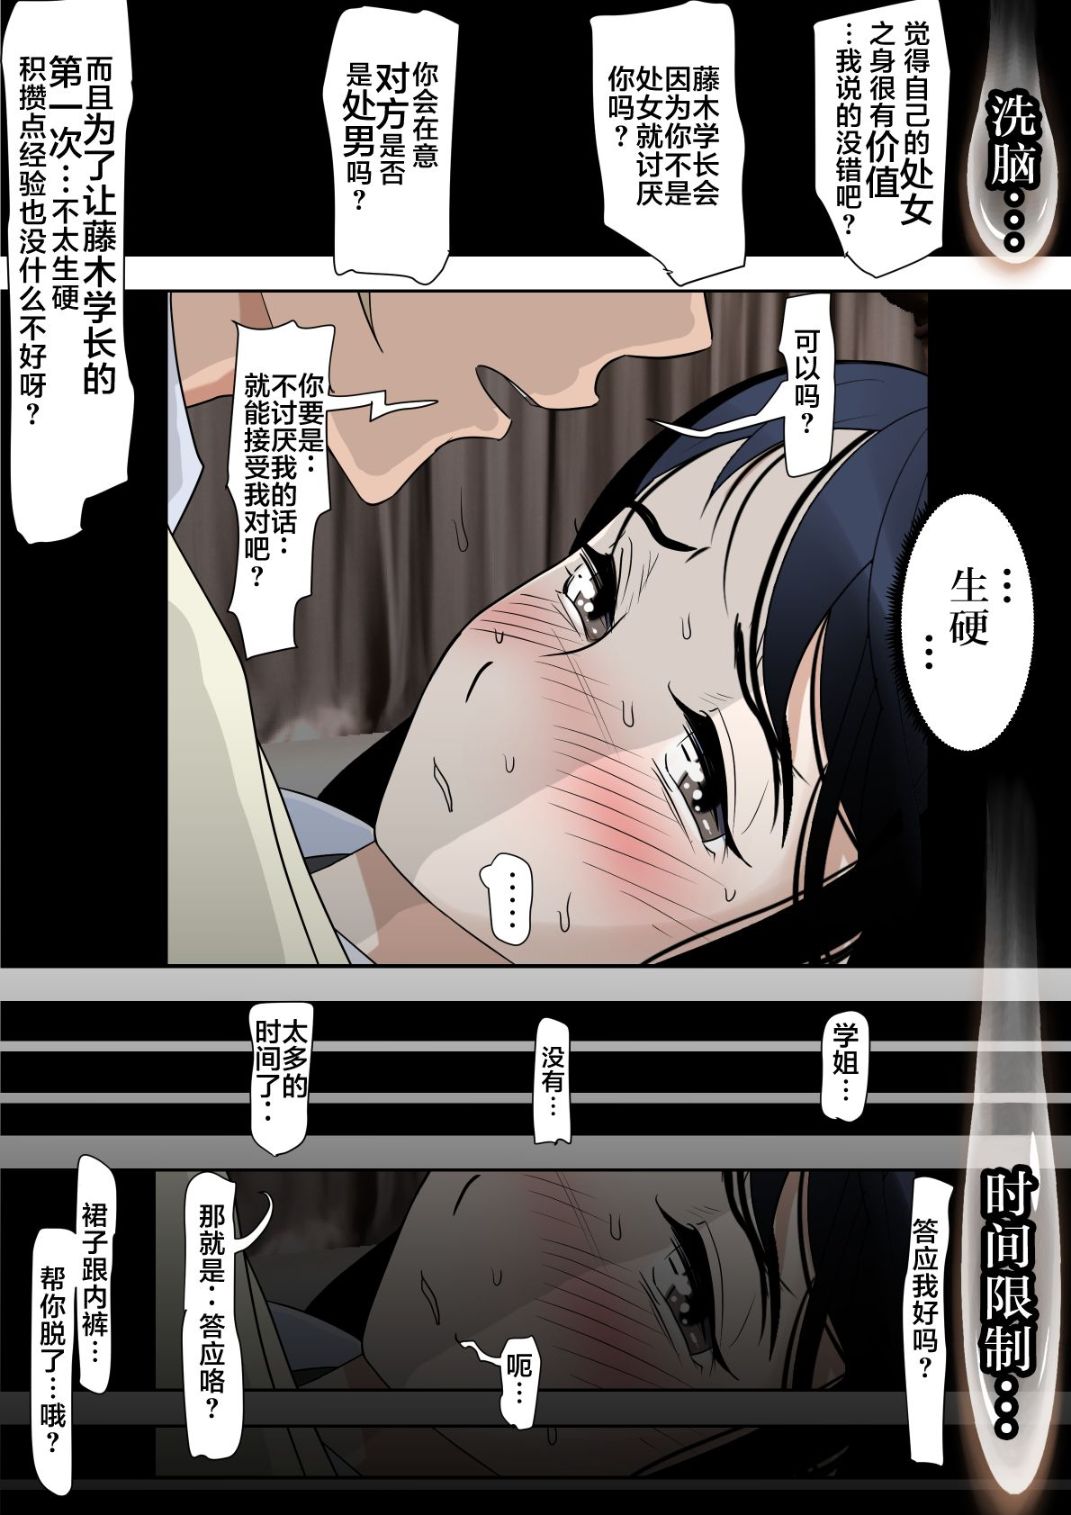 洗脑…
觉得自己的处女
之身很有价值
…我说的没错吧？
藤木学长会
因为你不是
处女就讨厌
你吗？
你会在意
对方是否
是处男吗？
而且为了让藤木学长的
第一次…不太生硬
积攒点经验也没什么不好呀？
可以吗？
你要是…
不讨厌我的话…
就能接受我对吧？
…
生硬
…
……
时间限制…
学姐…
没有…
太多的
时间了…
答应我好吗？
呃…
那就是…答应咯？
裙子跟内裤…
帮你脱了…哦？